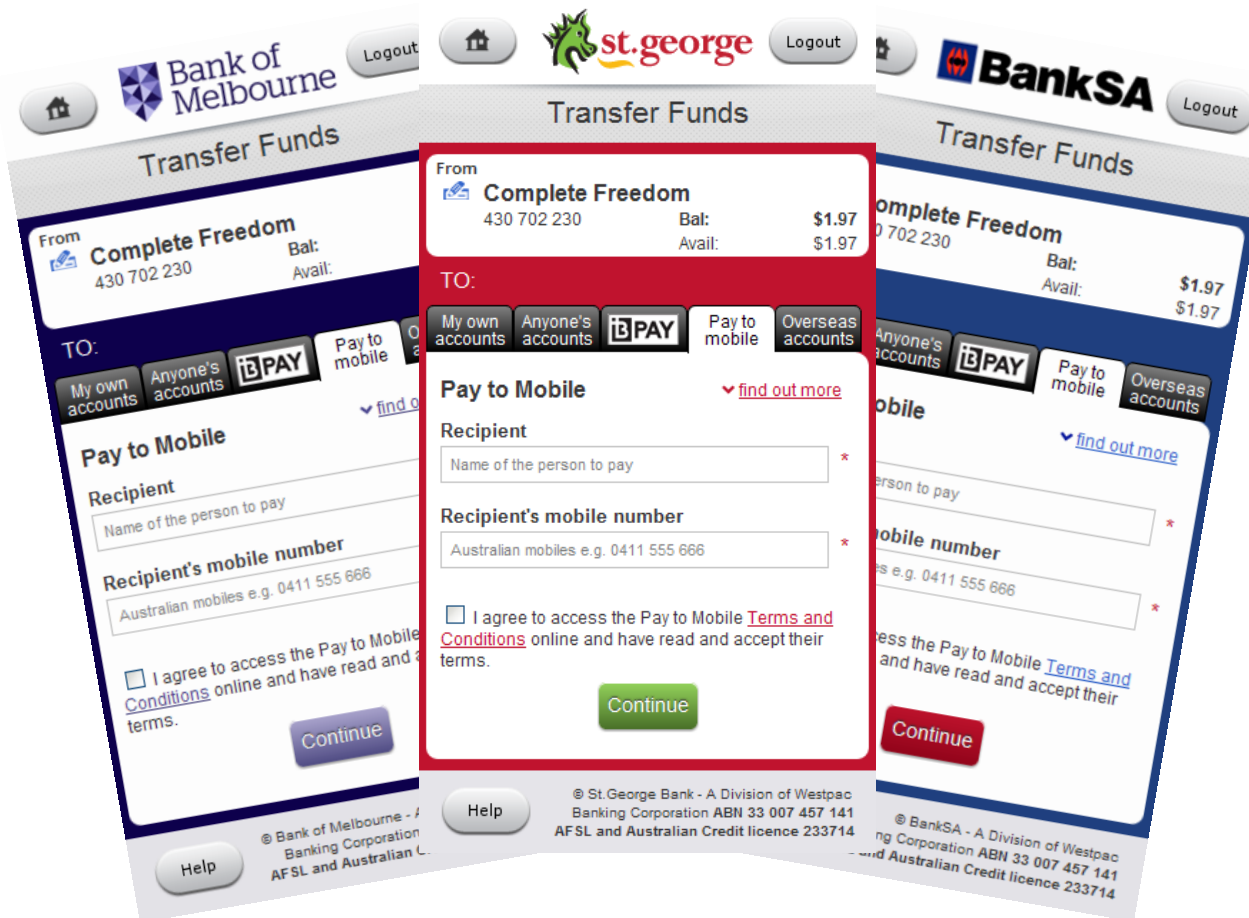 Bank of
Melbourne
Logout
Transfer Funds
From
Complete Freedom
430 702 230
Bal:
Avail:
TO:
My own
accounts
Anyone's
accounts
BPAY
Pay to
mobile
Pay to Mobile
find
Recipient
Name of the person to pay
Recipient's mobile number
Australian mobiles e.g. 0411 555 666
I agree to access the Pay to Mobile
Conditions online and have read and
terms.
Continue
Help
© Bank of Melbourne -
Banking Corporation
AFSL and Australian
st.george
Logout
Transfer Funds
From
Complete Freedom
430 702 230 Bal: $1.97
Avail: $1.97
TO:
My own
accounts
Anyone's
accounts
BPAY
Pay to
mobile
Overseas
accounts
Pay to Mobile
find out more
Recipient
Name of the person to pay *
Recipient's mobile number
Australian mobiles e.g. 0411 555 666 *
I agree to access the Pay to Mobile Terms and
Conditions online and have read and accept their
terms.
Continue
Help
© St.George Bank - A Division of Westpac
Banking Corporation ABN 33 007 457 141
AFSL and Australian Credit licence 233714
BankSA
Logout
Transfer Funds
omplete Freedom
702 230
Bal: $1.97
Avail: $1.97
Anyone's
accounts
BPAY
Pay to
mobile
Overseas
accounts
obile
find out more
erson to pay *
mobile number
es e.g. 0411 555 666 *
ess the Pay to Mobile Terms and
and have read and accept their
Continue
© BankSA - A Division of Westpac
ng Corporation ABN 33 007 457 141
and Australian Credit licence 233714